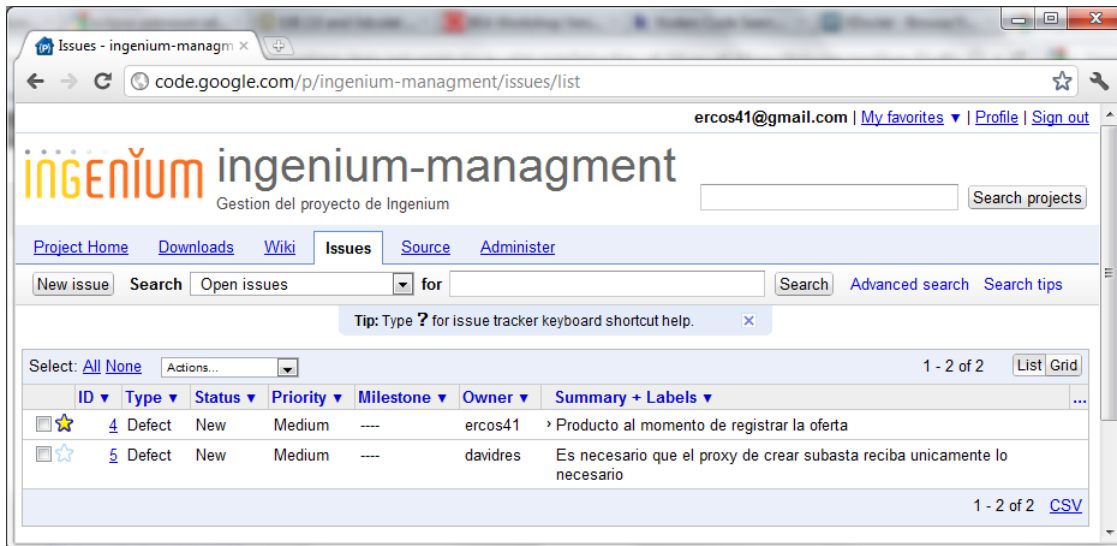 Issues - ingenium-managm ×
code.google.com/p/ingenium-managment/issues/list
ercos41@gmail.com | My favorites ▼ | Profile | Sign out
inGEnĭum ingenium-managment
Gestion del proyecto de Ingenium
Search projects
Project Home Downloads Wiki Issues Source Administer
New issue Search Open issues for Search Advanced search Search tips
Tip: Type ? for issue tracker keyboard shortcut help.
Select: All None Actions... 1 - 2 of 2 List Grid
ID ▼ Type ▼ Status ▼ Priority ▼ Milestone ▼ Owner ▼ Summary + Labels ▼ ...
4 Defect New Medium ---- ercos41 › Producto al momento de registrar la oferta
5 Defect New Medium ---- davidres Es necesario que el proxy de crear subasta reciba unicamente lo
necesario
1 - 2 of 2 CSV